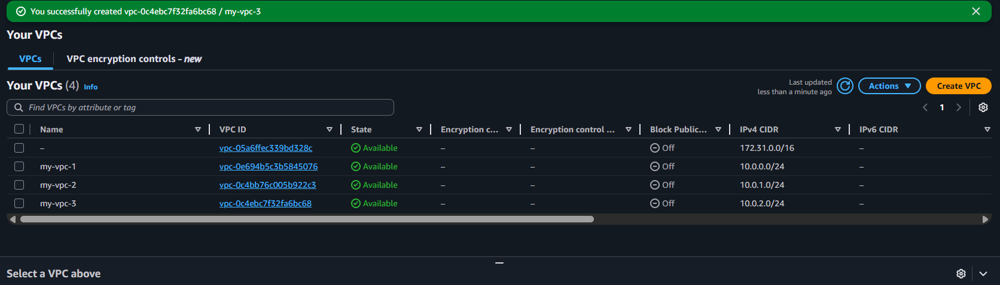 You successfully created vpc-0c4ebc7f32fa6bc68 / my-vpc-3
Your VPCs
VPCs VPC encryption controls - new
Your VPCs (4) Info
Last updated
less than a minute ago
Actions Create VPC
Find VPCs by attribute or tag
1
Name VPC ID State Encryption c... Encryption control ... Block Public... IPv4 CIDR IPv6 CIDR
– vpc-05a6ffec339bd328c Available – – Off 172.31.0.0/16 –
my-vpc-1 vpc-0e694b5c3b5845076 Available – – Off 10.0.0.0/24 –
my-vpc-2 vpc-0c4bb76c005b922c3 Available – – Off 10.0.1.0/24 –
my-vpc-3 vpc-0c4ebc7f32fa6bc68 Available – – Off 10.0.2.0/24 –
Select a VPC above